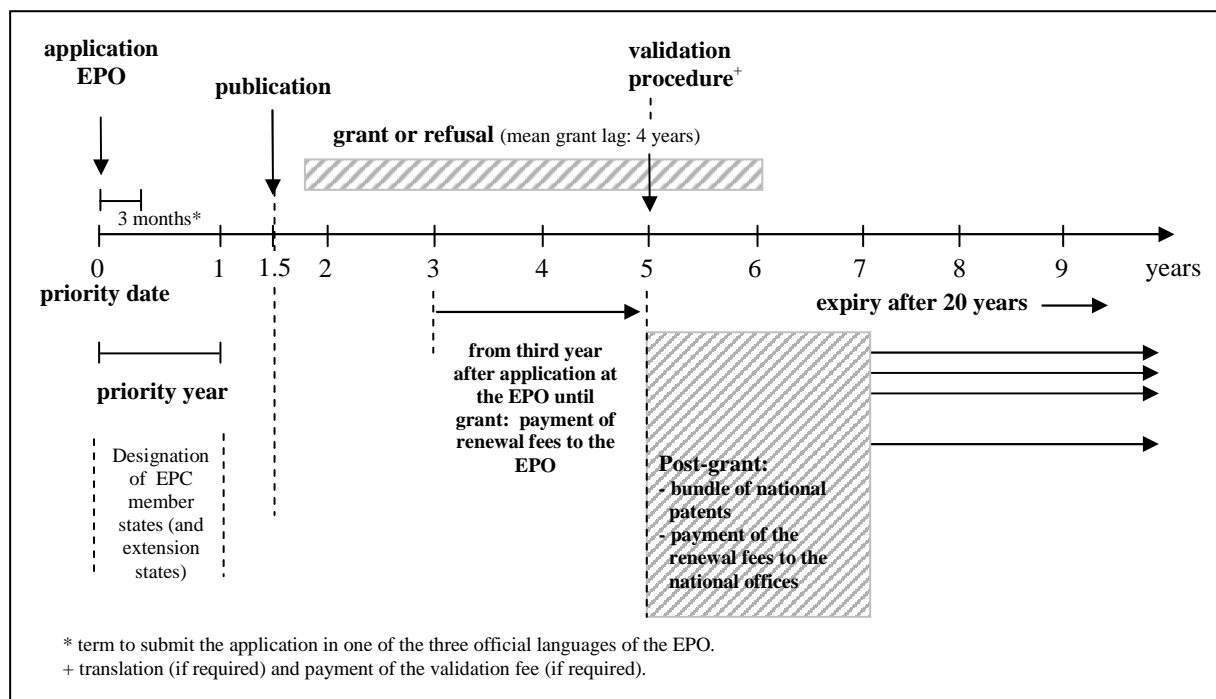 application
EPO
publication
validation
procedure+
grant or refusal (mean grant lag: 4 years)
3 months*
0 1 1.5 2 3 4 5 6 7 8 9 years
priority date
expiry after 20 years
priority year
from third year
after application at
the EPO until
grant: payment of
renewal fees to the
EPO
Designation
of EPC
member
states (and
extension
states)
Post-grant:
- bundle of national
patents
- payment of the
renewal fees to the
national offices
* term to submit the application in one of the three official languages of the EPO.
+ translation (if required) and payment of the validation fee (if required).